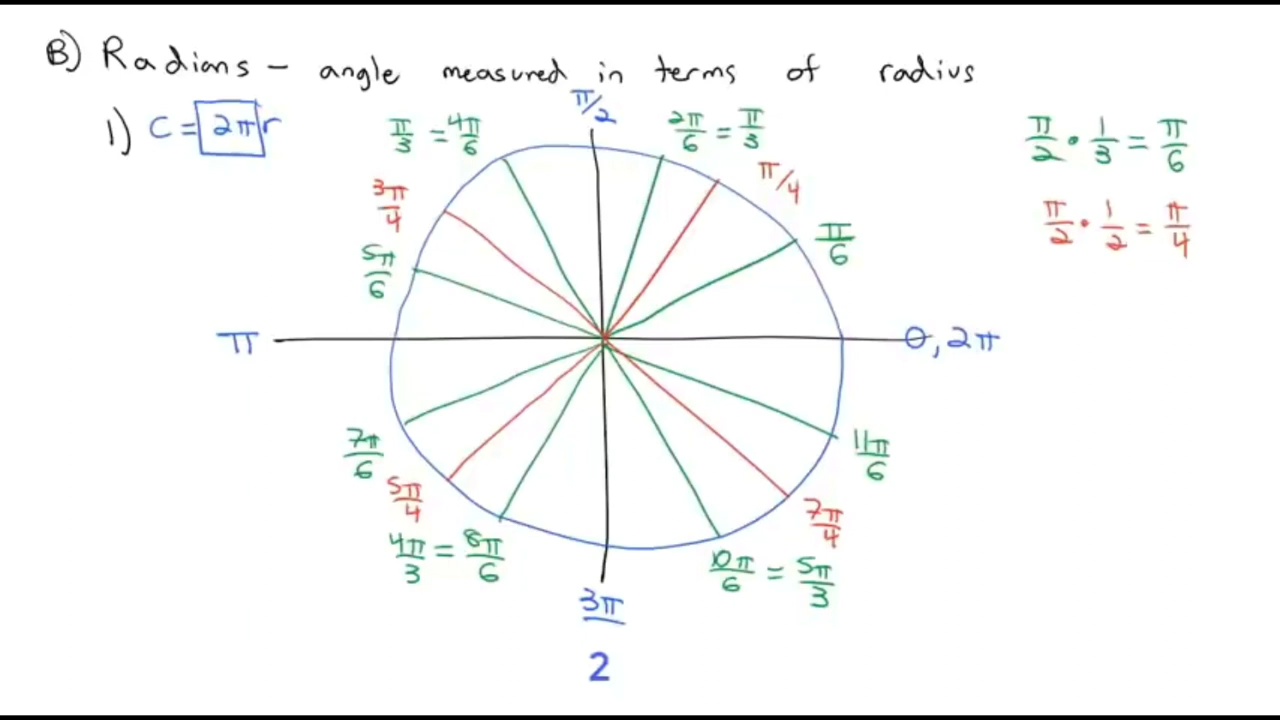 B) Radians - angle measured in terms of radius
1) C = 2πr
π/2
π/3 = 4π/6
2π/6 = π/3
π/2 · 1/3 = π/6
3π/4
π/4
π/2 · 1/2 = π/4
5π/6
π/6
π
0, 2π
7π/6
11π/6
5π/4
7π/4
4π/3 = 8π/6
10π/6 = 5π/3
3π/2